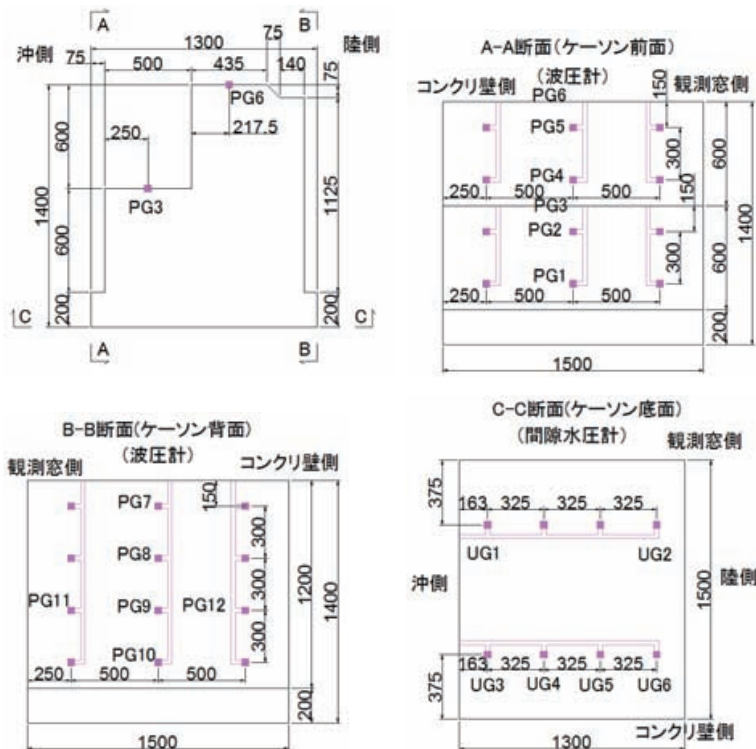 A
B
1300
75
75
沖側
500
435
140
陸側
75
PG6
600
250
217.5
1400
PG3
1125
600
200
200
C
C
A
B
A-A断面(ケーソン前面)
(波圧計)
コンクリ壁側
観測窓側
PG6
150
PG5
300
600
PG4
250
500
500
150
PG3
1400
PG2
300
600
PG1
250
500
500
200
1500
B-B断面(ケーソン背面)
(波圧計)
観測窓側
コンクリ壁側
PG7
150
300
PG8
300
1200
1400
PG11
PG9
PG12
300
PG10
250
500
500
200
1500
C-C断面(ケーソン底面)
(間隙水圧計)
観測窓側
375
163
325
325
325
UG1
UG2
沖側
1500
陸側
163
325
325
325
375
UG3
UG4
UG5
UG6
コンクリ壁側
1300